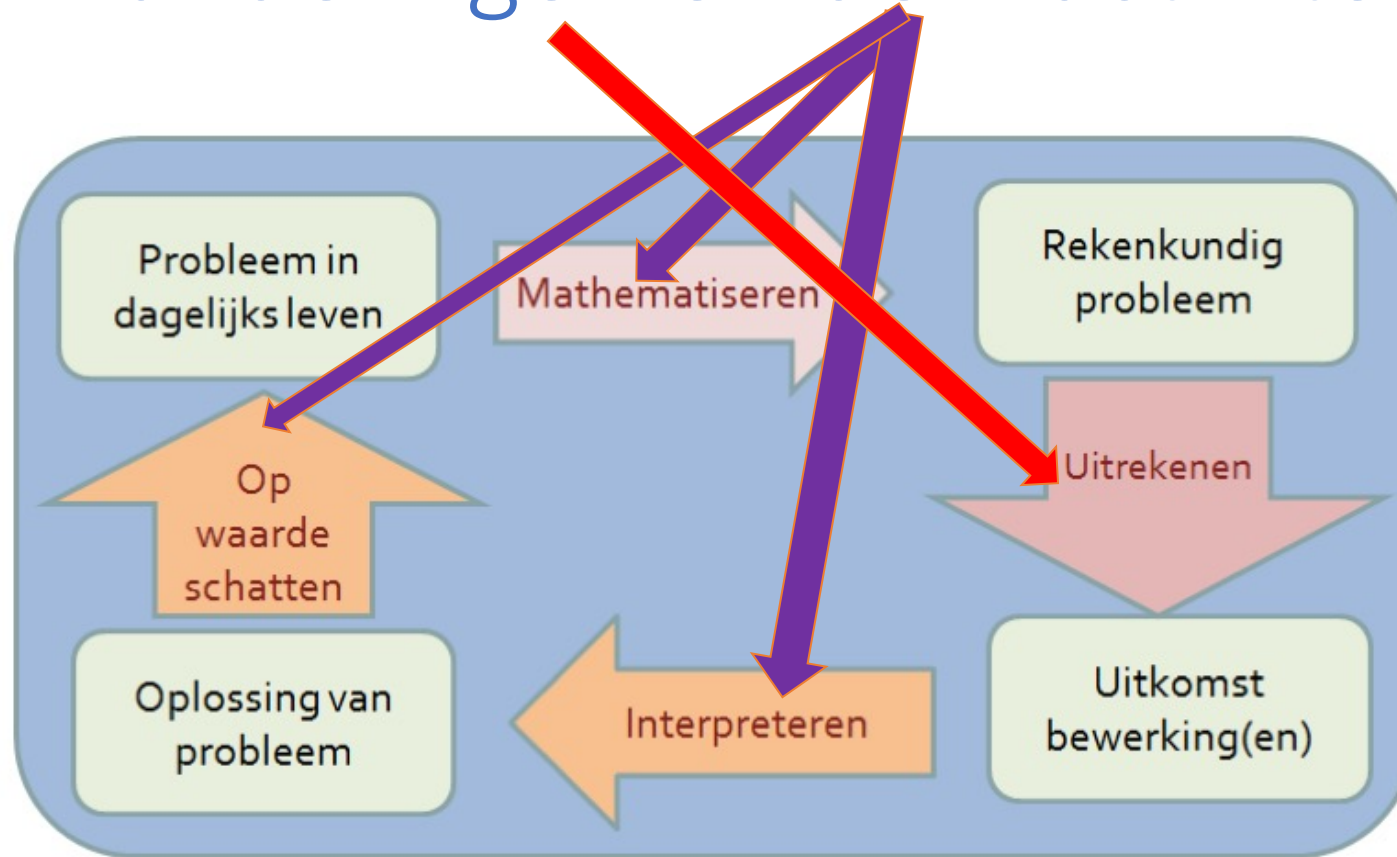 Probleem in
dagelijks leven
Mathematiseren
Rekenkundig
probleem
Uitrekenen
Uitkomst
bewerking(en)
Interpreteren
Oplossing van
probleem
Op
waarde
schatten